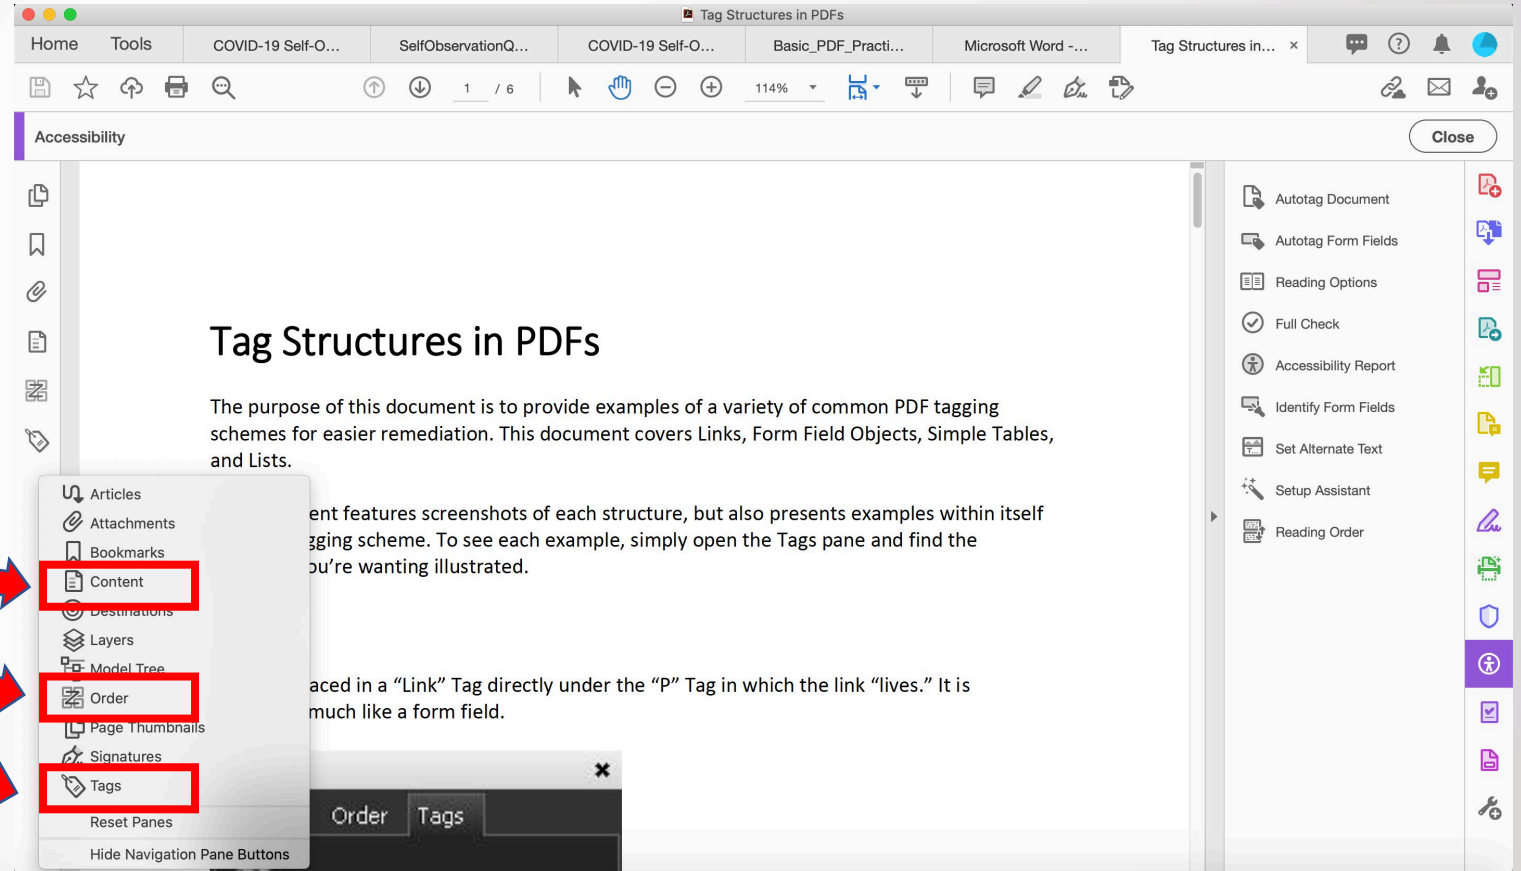 Tag Structures in PDFs
Home Tools COVID-19 Self-O... SelfObservationQ... COVID-19 Self-O... Basic_PDF_Practi... Microsoft Word -... Tag Structures in... ×
1 / 6 114%
Accessibility Close
Tag Structures in PDFs
The purpose of this document is to provide examples of a variety of common PDF tagging
schemes for easier remediation. This document covers Links, Form Field Objects, Simple Tables,
and Lists.
ent features screenshots of each structure, but also presents examples within itself
gging scheme. To see each example, simply open the Tags pane and find the
ou're wanting illustrated.
aced in a “Link” Tag directly under the “P” Tag in which the link “lives.” It is
much like a form field.
Order Tags
Articles
Attachments
Bookmarks
Content
Destinations
Layers
Model Tree
Order
Page Thumbnails
Signatures
Tags
Reset Panes
Hide Navigation Pane Buttons
Autotag Document
Autotag Form Fields
Reading Options
Full Check
Accessibility Report
Identify Form Fields
Set Alternate Text
Setup Assistant
Reading Order